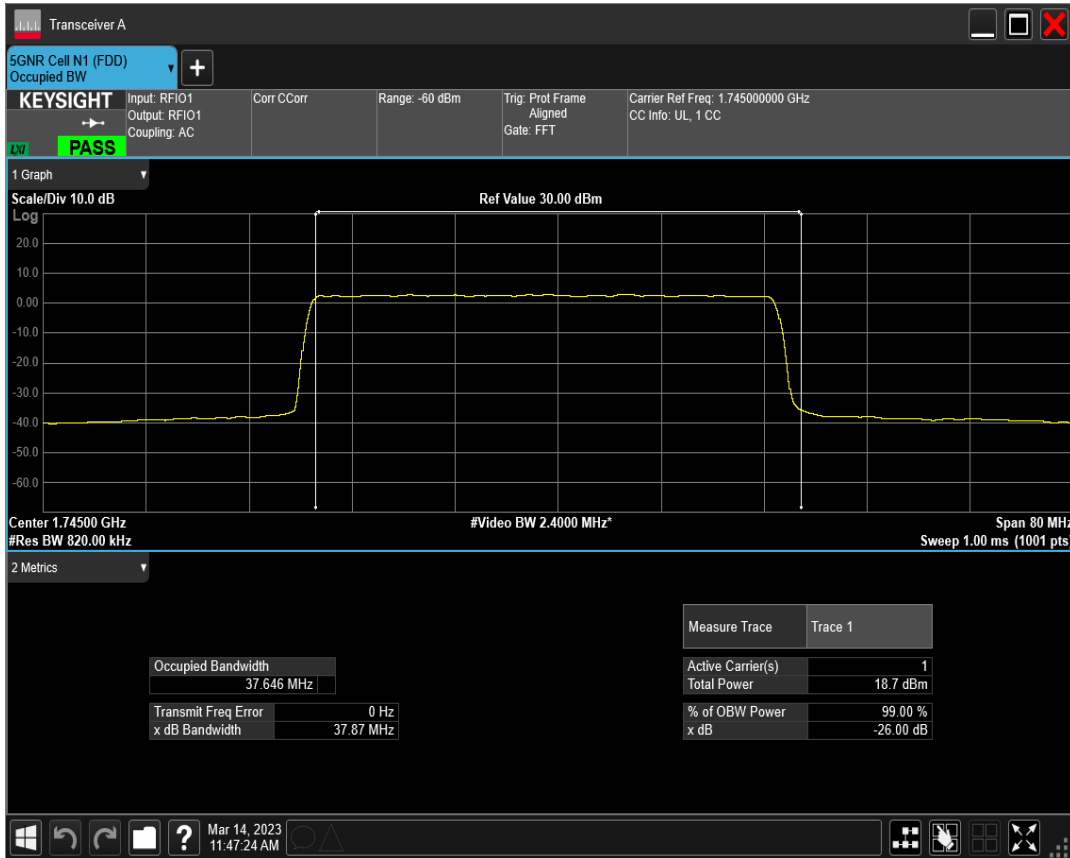 Transceiver A
5GNR Cell N1 (FDD)
Occupied BW
+
KEYSIGHT
LXI
PASS
Input: RFIO1
Output: RFIO1
Coupling: AC
Corr CCorr
Range: -60 dBm
Trig: Prot Frame
Aligned
Gate: FFT
Carrier Ref Freq: 1.745000000 GHz
CC Info: UL, 1 CC
1 Graph
Scale/Div 10.0 dB
Ref Value 30.00 dBm
Log
20.0
10.0
0.00
-10.0
-20.0
-30.0
-40.0
-50.0
-60.0
Center 1.74500 GHz
#Video BW 2.4000 MHz*
Span 80 MHz
#Res BW 820.00 kHz
Sweep 1.00 ms (1001 pts)
2 Metrics
Measure Trace Trace 1
Occupied Bandwidth
37.646 MHz
Transmit Freq Error 0 Hz
x dB Bandwidth 37.87 MHz
Active Carrier(s) 1
Total Power 18.7 dBm
% of OBW Power 99.00 %
x dB -26.00 dB
?
Mar 14, 2023
11:47:24 AM